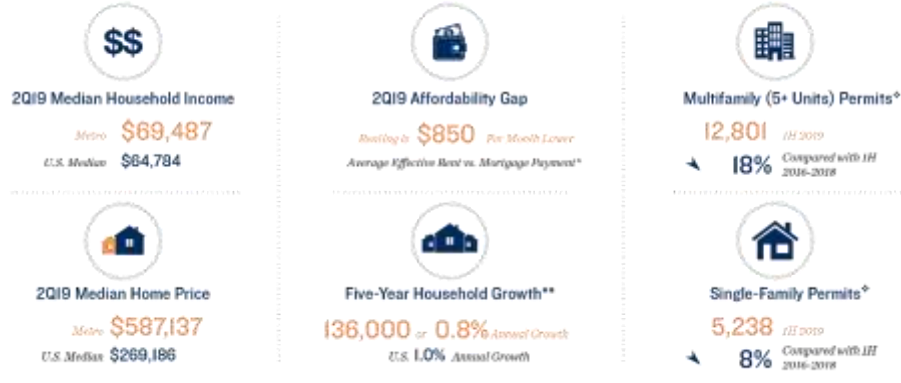 $$
2Q19 Median Household Income
Metro $69,487
U.S. Median $64,784
2Q19 Affordability Gap
Renting is $850 Per Month Lower
Average Effective Rent vs. Mortgage Payment*
Multifamily (5+ Units) Permits❖
12,801 1H 2019
18% Compared with 1H
2016-2018
2Q19 Median Home Price
Metro $587,137
U.S. Median $269,186
Five-Year Household Growth**
136,000 or 0.8% Annual Growth
U.S. 1.0% Annual Growth
Single-Family Permits❖
5,238 1H 2019
8% Compared with 1H
2016-2018